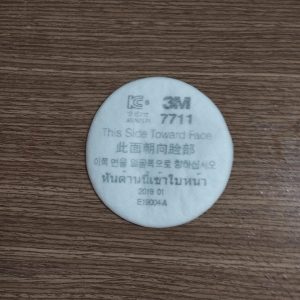 3M
7711
This Side Toward Face
此面朝向臉部
이쪽 면을 얼굴쪽으로 향하십시오
หันด้านนี้เข้าใบหน้า
2019. 01
E19004A